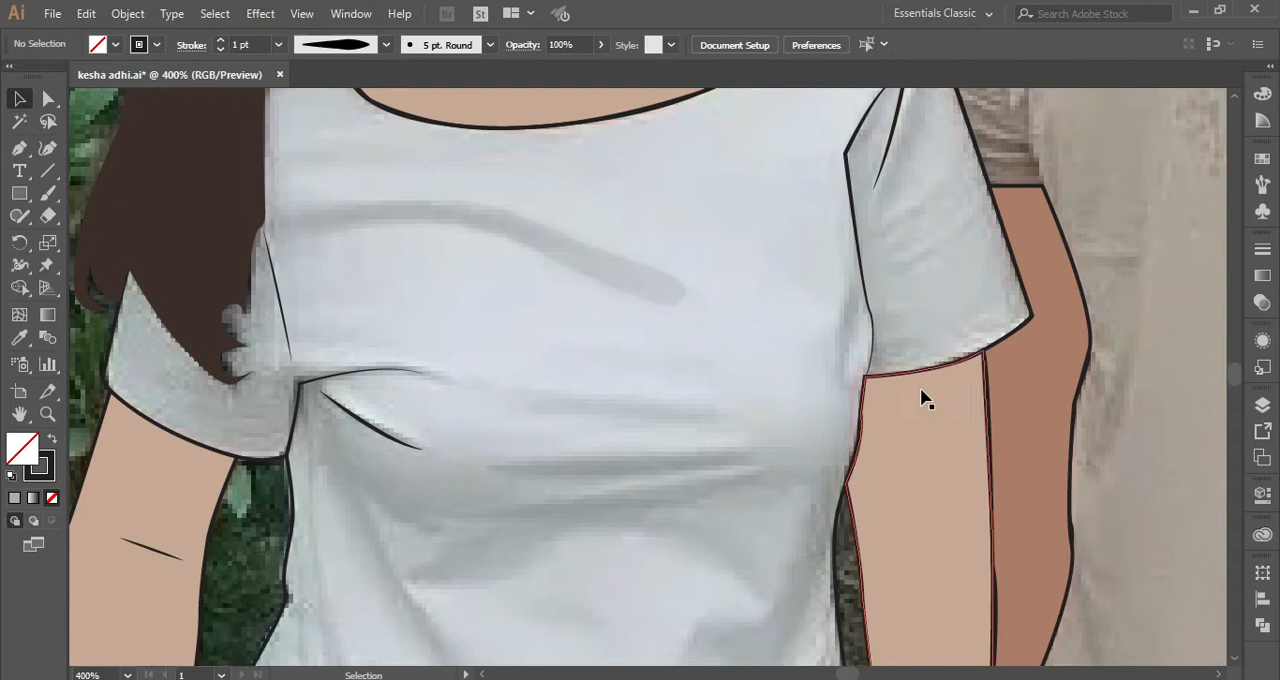 Ai File Edit Object Type Select Effect View Window Help Br St Essentials Classic Search Adobe Stock
No Selection Stroke: 1 pt 5 pt. Round Opacity: 100% Style: Document Setup Preferences
kesha adhi.ai* @ 400% (RGB/Preview) ×
T
400% 1 Selection